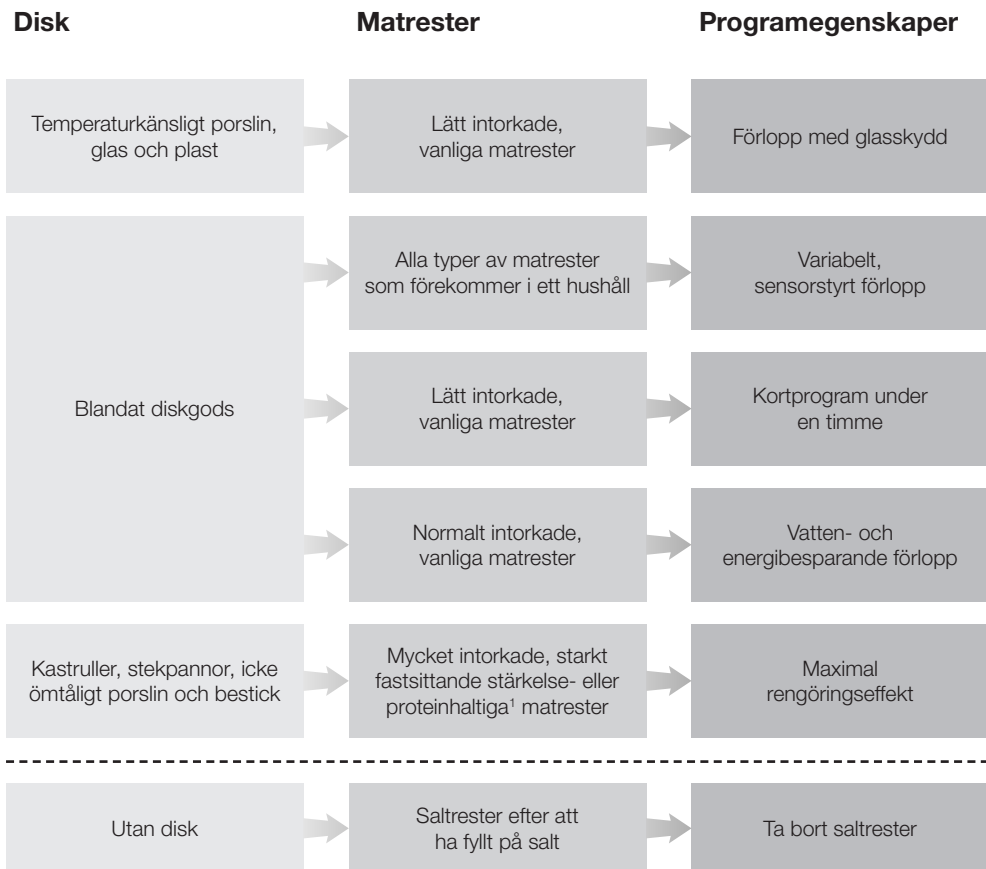 Disk
Matrester
Programegenskaper
Temperaturkänsligt porslin,
glas och plast
Lätt intorkade,
vanliga matrester
Förlopp med glasskydd
Blandat diskgods
Alla typer av matrester
som förekommer i ett hushåll
Variabelt,
sensorstyrt förlopp
Lätt intorkade,
vanliga matrester
Kortprogram under
en timme
Normalt intorkade,
vanliga matrester
Vatten- och
energibesparande förlopp
Kastruller, stekpannor, icke
ömtåligt porslin och bestick
Mycket intorkade, starkt
fastsittande stärkelse- eller
proteinhaltiga¹ matrester
Maximal
rengöringseffekt
Utan disk
Saltrester efter att
ha fyllt på salt
Ta bort saltrester